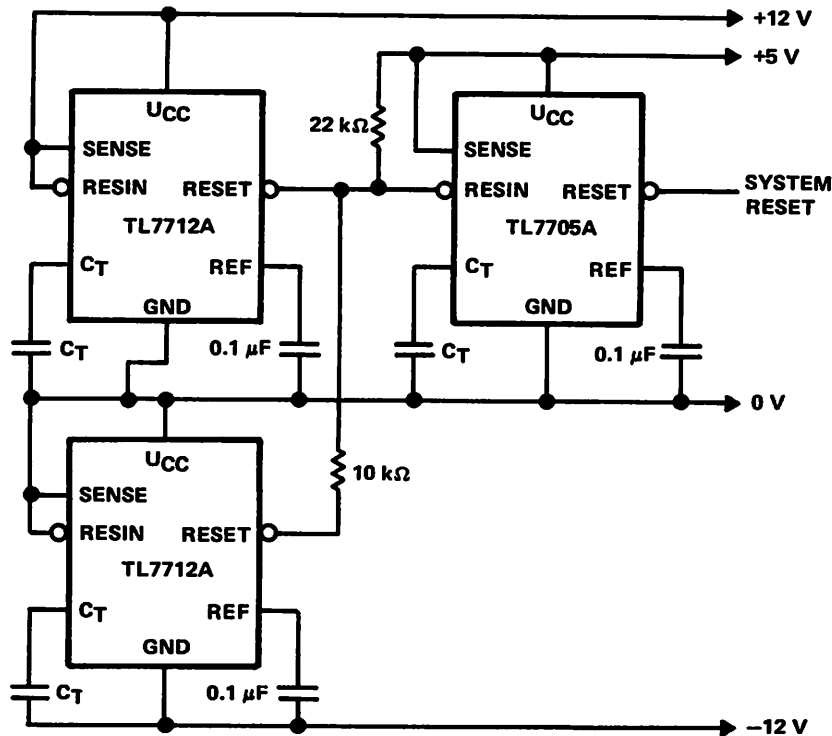 +12 V
+5 V
UCC
SENSE
RESIN
RESET
TL7712A
CT
REF
GND
CT
0.1 μF
22 kΩ
UCC
SENSE
RESIN
RESET
TL7705A
CT
REF
GND
CT
0.1 μF
SYSTEM
RESET
0 V
UCC
SENSE
RESIN
RESET
TL7712A
CT
REF
GND
CT
0.1 μF
10 kΩ
−12 V